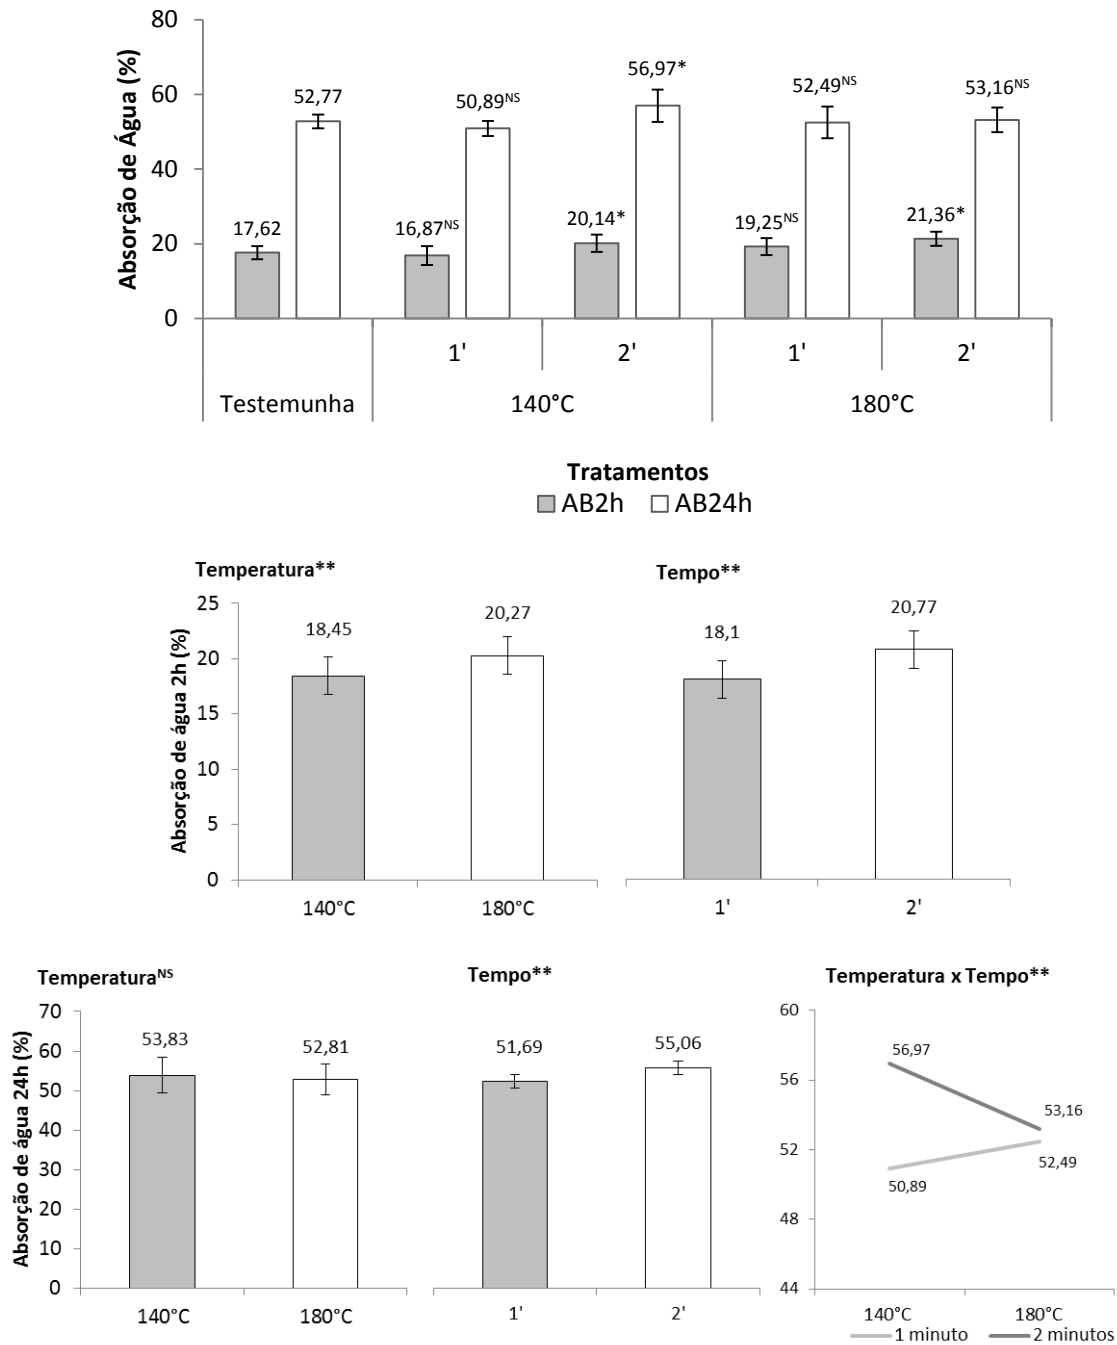 Absorção de Água (%)
80
60
40
20
0
17,62
52,77
16,87NS
50,89NS
20,14*
56,97*
19,25NS
52,49NS
21,36*
53,16NS
1' 2' 1' 2'
Testemunha 140°C 180°C
Tratamentos
AB2h AB24h
Temperatura**
Absorção de água 2h (%)
25
20
15
10
5
0
18,45
20,27
140°C 180°C
Tempo**
18,1
20,77
1' 2'
Temperatura NS
Absorção de água 24h (%)
70
60
50
40
30
20
10
0
53,83
52,81
140°C 180°C
Tempo**
51,69
55,06
1' 2'
Temperatura x Tempo**
60
56
52
48
44
56,97
53,16
52,49
50,89
140°C 180°C
1 minuto 2 minutos